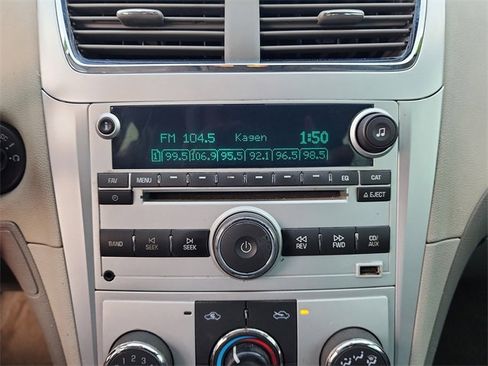 FM 104.5 Kagen 1:50
1 99.5 106.9 95.5 92.1 96.5 98.5
FAV MENU EQ CAT
EJECT
BAND SEEK SEEK REV FWD CD/
AUX